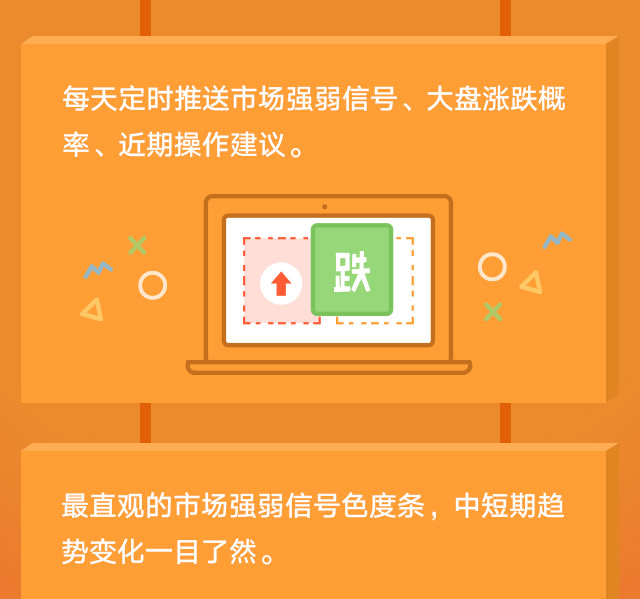 每天定时推送市场强弱信号、大盘涨跌概
率、近期操作建议。
跌
最直观的市场强弱信号色度条，中短期趋
势变化一目了然。